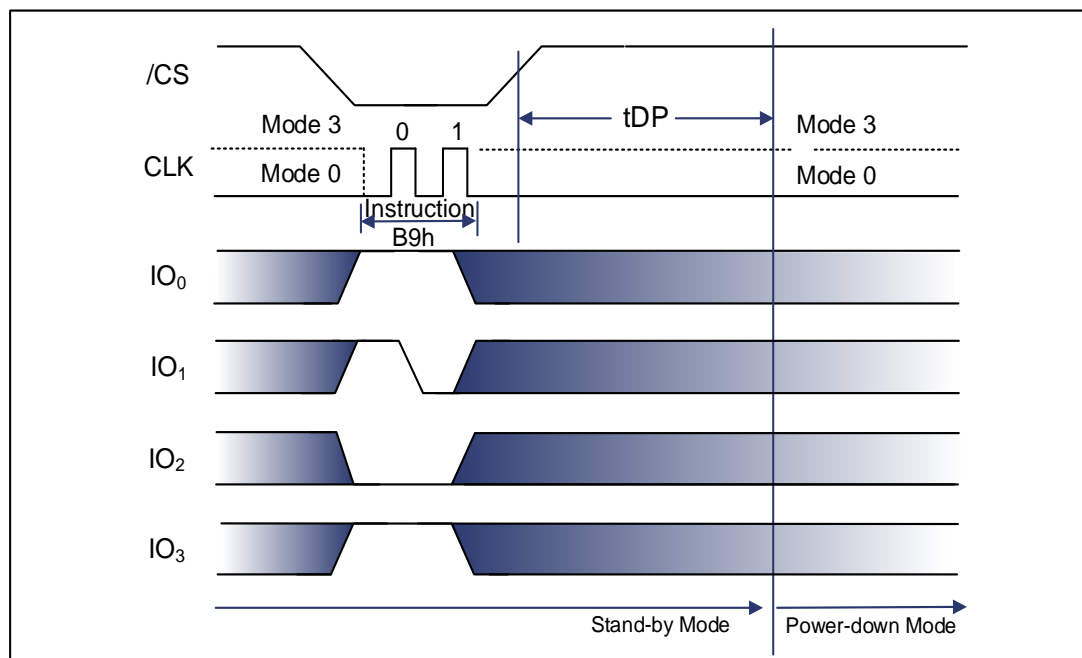 /CS
tDP
Mode 3 0 1 Mode 3
CLK
Mode 0 Mode 0
Instruction
B9h
IO₀
IO₁
IO₂
IO₃
Stand-by Mode Power-down Mode